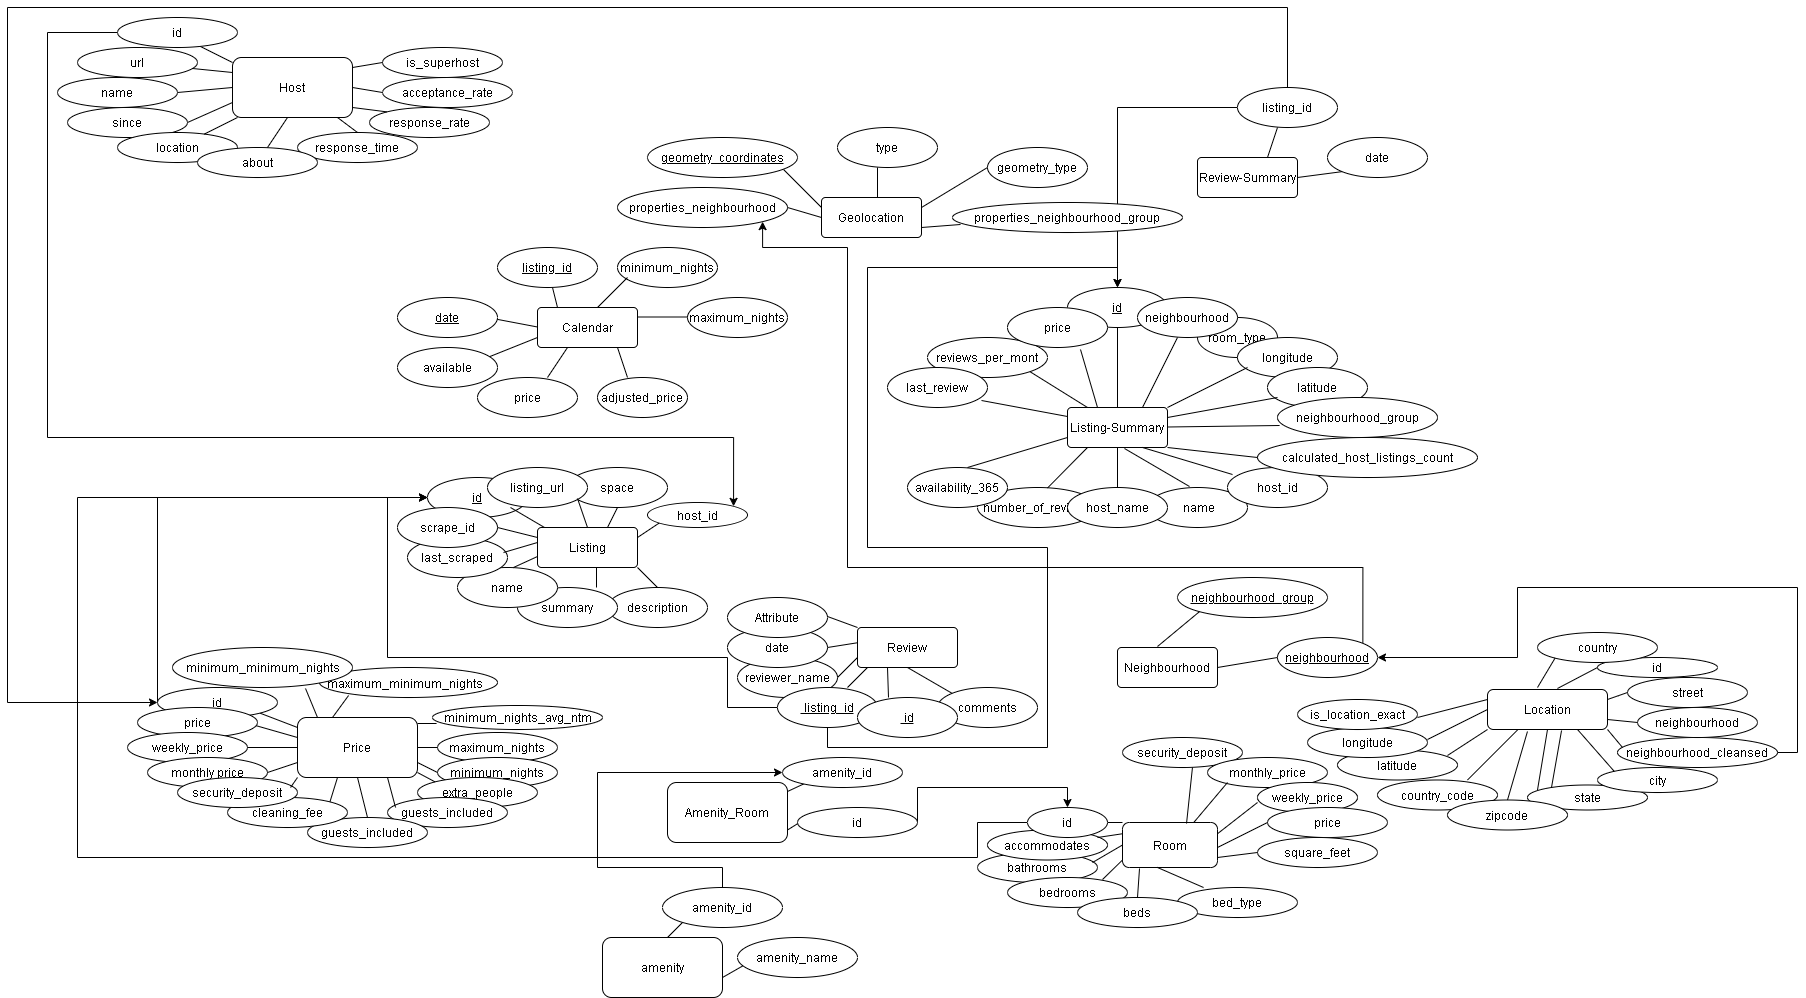 id
url
Host
is_superhost
name
acceptance_rate
since
response_rate
location
about
response_time
listing_id
Review-Summary
date
geometry_coordinates
type
geometry_type
properties_neighbourhood
Geolocation
properties_neighbourhood_group
listing_id
minimum_nights
date
Calendar
maximum_nights
available
price
adjusted_price
id
price
neighbourhood
room_type
reviews_per_mont
longitude
last_review
latitude
Listing-Summary
neighbourhood_group
calculated_host_listings_count
availability_365
host_id
number_of_rev
host_name
name
id
listing_url
space
host_id
scrape_id
Listing
last_scraped
name
summary
description
Attribute
date
Review
reviewer_name
listing_id
id
comments
neighbourhood_group
Neighbourhood
neighbourhood
country
id
street
Location
is_location_exact
neighbourhood
longitude
neighbourhood_cleansed
latitude
city
country_code
state
zipcode
minimum_minimum_nights
maximum_minimum_nights
id
price
minimum_nights_avg_ntm
weekly_price
Price
maximum_nights
monthly price
minimum_nights
security_deposit
extra_people
cleaning_fee
guests_included
guests_included
amenity_id
Amenity_Room
id
security_deposit
monthly_price
weekly_price
id
price
accommodates
Room
square_feet
bathrooms
bedrooms
beds
bed_type
amenity_id
amenity
amenity_name